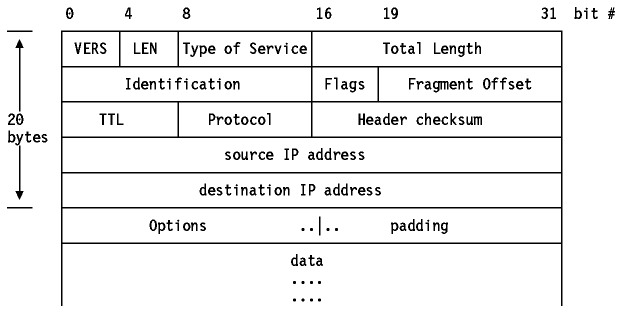 0 4 8 16 19 31 bit #
VERS LEN Type of Service Total Length
Identification Flags Fragment Offset
TTL Protocol Header checksum
20
bytes
source IP address
destination IP address
Options ..|.. padding
data
....
....